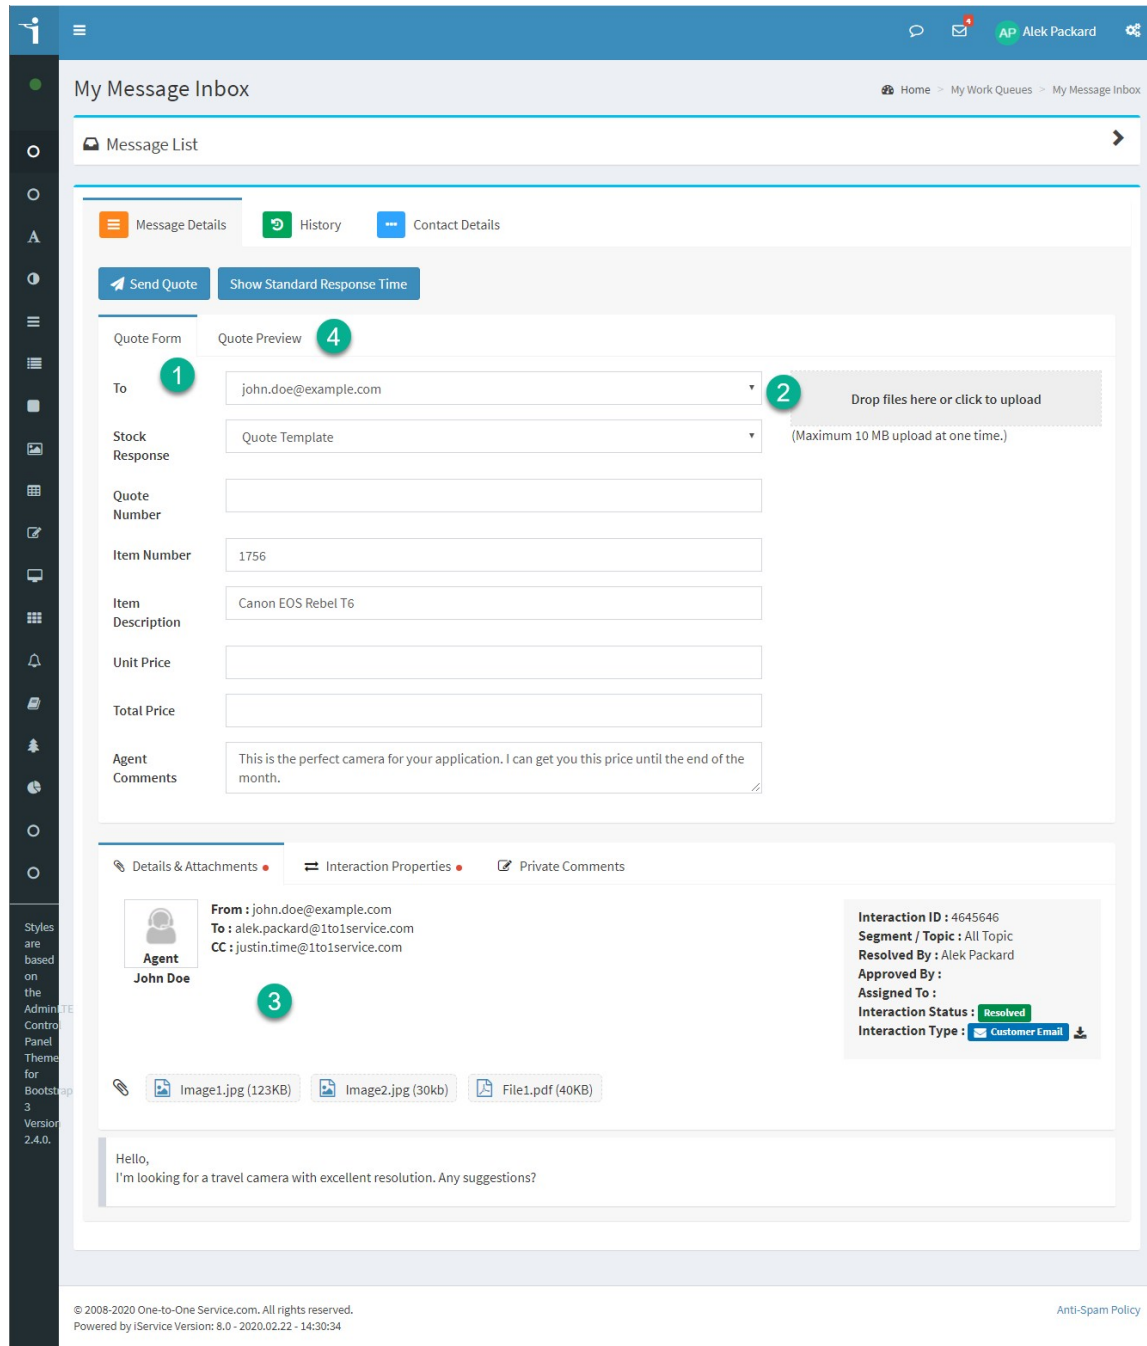 4
AP Alek Packard
My Message Inbox
Home > My Work Queues > My Message Inbox
Message List
Message Details
History
Contact Details
Send Quote
Show Standard Response Time
Quote Form
Quote Preview
4
1
To
john.doe@example.com
2
Drop files here or click to upload
(Maximum 10 MB upload at one time.)
Stock
Response
Quote Template
Quote
Number
Item Number
1756
Item
Description
Canon EOS Rebel T6
Unit Price
Total Price
Agent
Comments
This is the perfect camera for your application. I can get you this price until the end of the
month.
Details & Attachments
Interaction Properties
Private Comments
Agent
John Doe
From : john.doe@example.com
To : alek.packard@1to1service.com
CC : justin.time@1to1service.com
3
Interaction ID : 4645646
Segment / Topic : All Topic
Resolved By : Alek Packard
Approved By :
Assigned To :
Interaction Status : Resolved
Interaction Type : Customer Email
Image1.jpg (123KB)
Image2.jpg (30kb)
File1.pdf (40KB)
Hello,
I'm looking for a travel camera with excellent resolution. Any suggestions?
Styles
are
based
on
the
AdminLTE
Control
Panel
Theme
for
Bootstrap
3
Version
2.4.0.
© 2008-2020 One-to-One Service.com. All rights reserved.
Powered by iService Version: 8.0 - 2020.02.22 - 14:30:34
Anti-Spam Policy